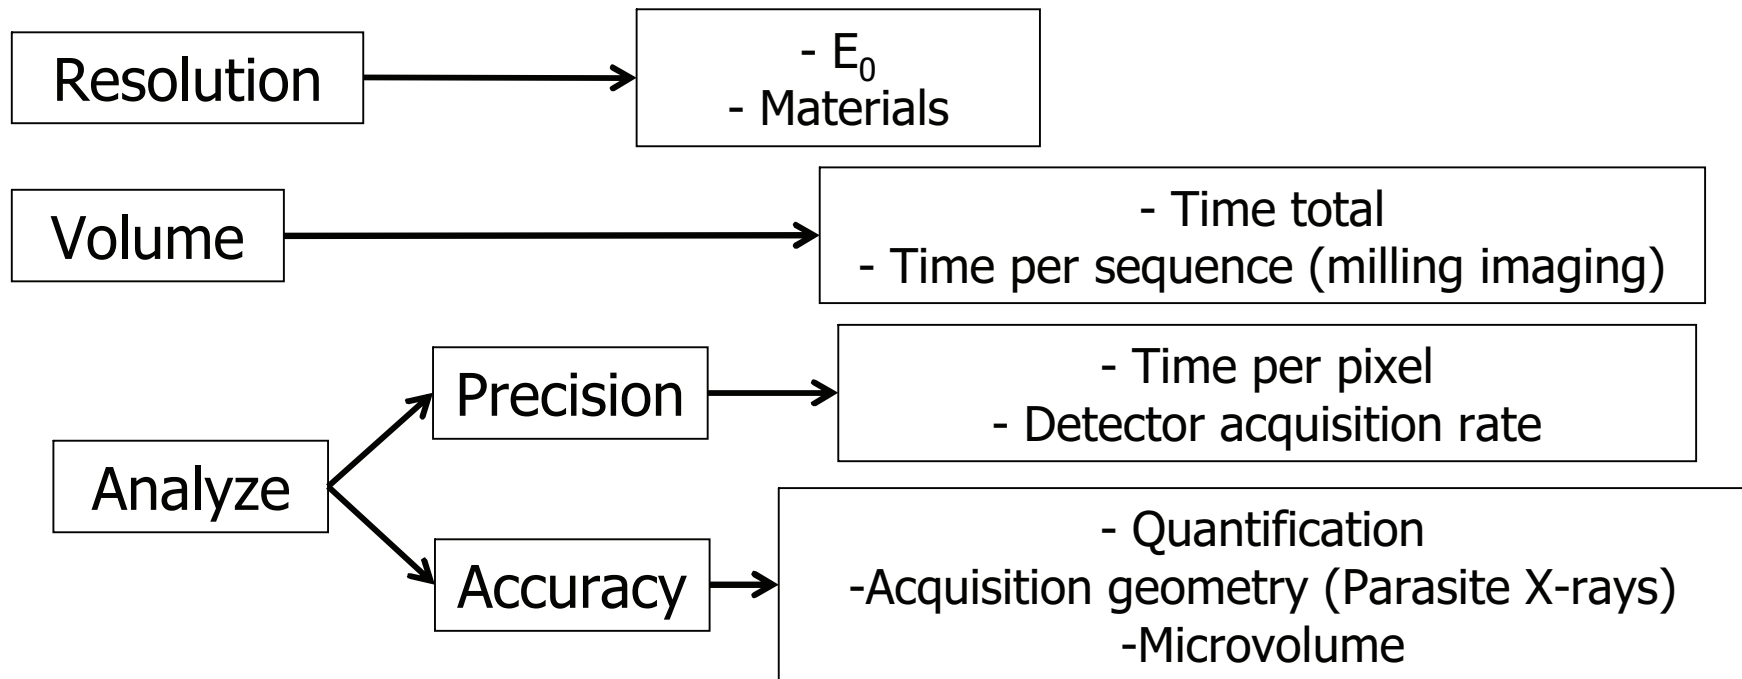 Resolution
- E₀
- Materials
Volume
- Time total
- Time per sequence (milling imaging)
Analyze
Precision
- Time per pixel
- Detector acquisition rate
Accuracy
- Quantification
-Acquisition geometry (Parasite X-rays)
-Microvolume